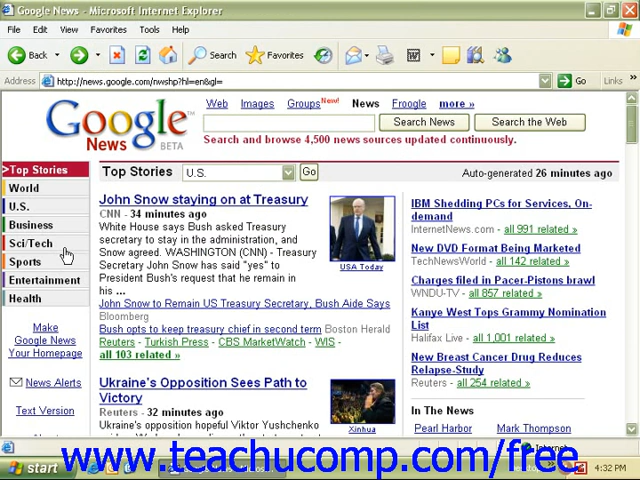 Google News - Microsoft Internet Explorer
File Edit View Favorites Tools Help
Back Search Favorites W
Address http://news.google.com/nwshp?hl=en&gl= Go Links »
Web Images Groups New! News Froogle more »
Google™
News BETA
Search News Search the Web
Search and browse 4,500 news sources updated continuously.
>Top Stories
World
U.S.
Business
Sci/Tech
Sports
Entertainment
Health
Make
Google News
Your Homepage
News Alerts
Text Version
Top Stories U.S. Go Auto-generated 26 minutes ago
John Snow staying on at Treasury
CNN - 34 minutes ago
White House says Bush asked Treasury
secretary to stay in the administration, and
Snow agreed. WASHINGTON (CNN) - Treasury
Secretary John Snow has said "yes" to
President Bush's request that he remain in
his ...
USA Today
John Snow to Remain US Treasury Secretary, Bush Aide Says
Bloomberg
Bush opts to keep treasury chief in second term Boston Herald
Reuters - Turkish Press - CBS MarketWatch - WIS -
all 103 related »
Ukraine's Opposition Sees Path to
Victory
Reuters - 32 minutes ago
Ukraine's opposition hopeful Viktor Yushchenko
Xinhua
IBM Shedding PCs for Services, On-
demand
InternetNews.com - all 991 related »
New DVD Format Being Marketed
TechNewsWorld - all 142 related »
Charges filed in Pacer-Pistons brawl
WNDU-TV - all 857 related »
Kanye West Tops Grammy Nomination
List
Halifax Live - all 1,001 related »
New Breast Cancer Drug Reduces
Relapse-Study
Reuters - all 254 related »
In The News
Pearl Harbor Mark Thompson
Internet
start 4:32 PM
www.teachucomp.com/free